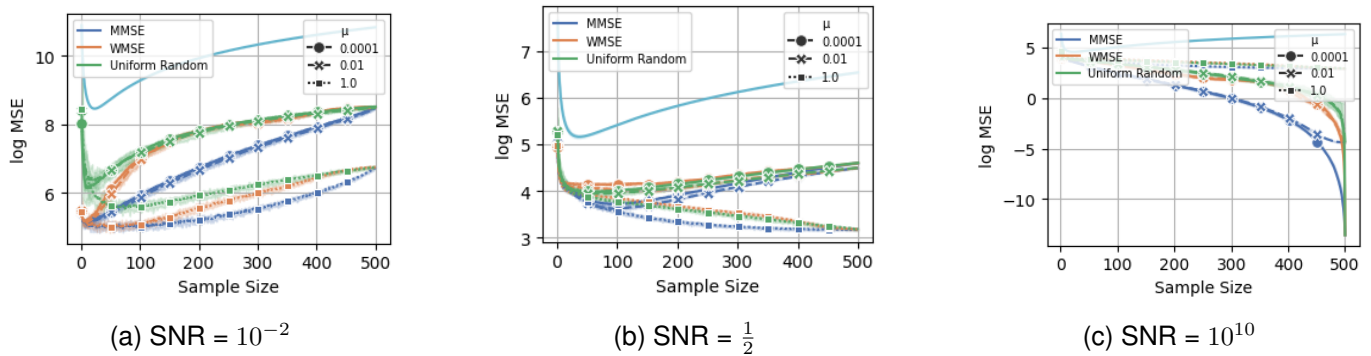 MMSE
WMSE
Uniform Random
μ
0.0001
0.01
1.0
10
8
6
log MSE
0 100 200 300 400 500
Sample Size
(a) SNR = 10⁻²
MMSE
WMSE
Uniform Random
μ
0.0001
0.01
1.0
7
6
5
4
3
log MSE
0 100 200 300 400 500
Sample Size
(b) SNR = 1/2
MMSE
WMSE
Uniform Random
μ
0.0001
0.01
1.0
5
0
−5
−10
log MSE
0 100 200 300 400 500
Sample Size
(c) SNR = 10¹⁰